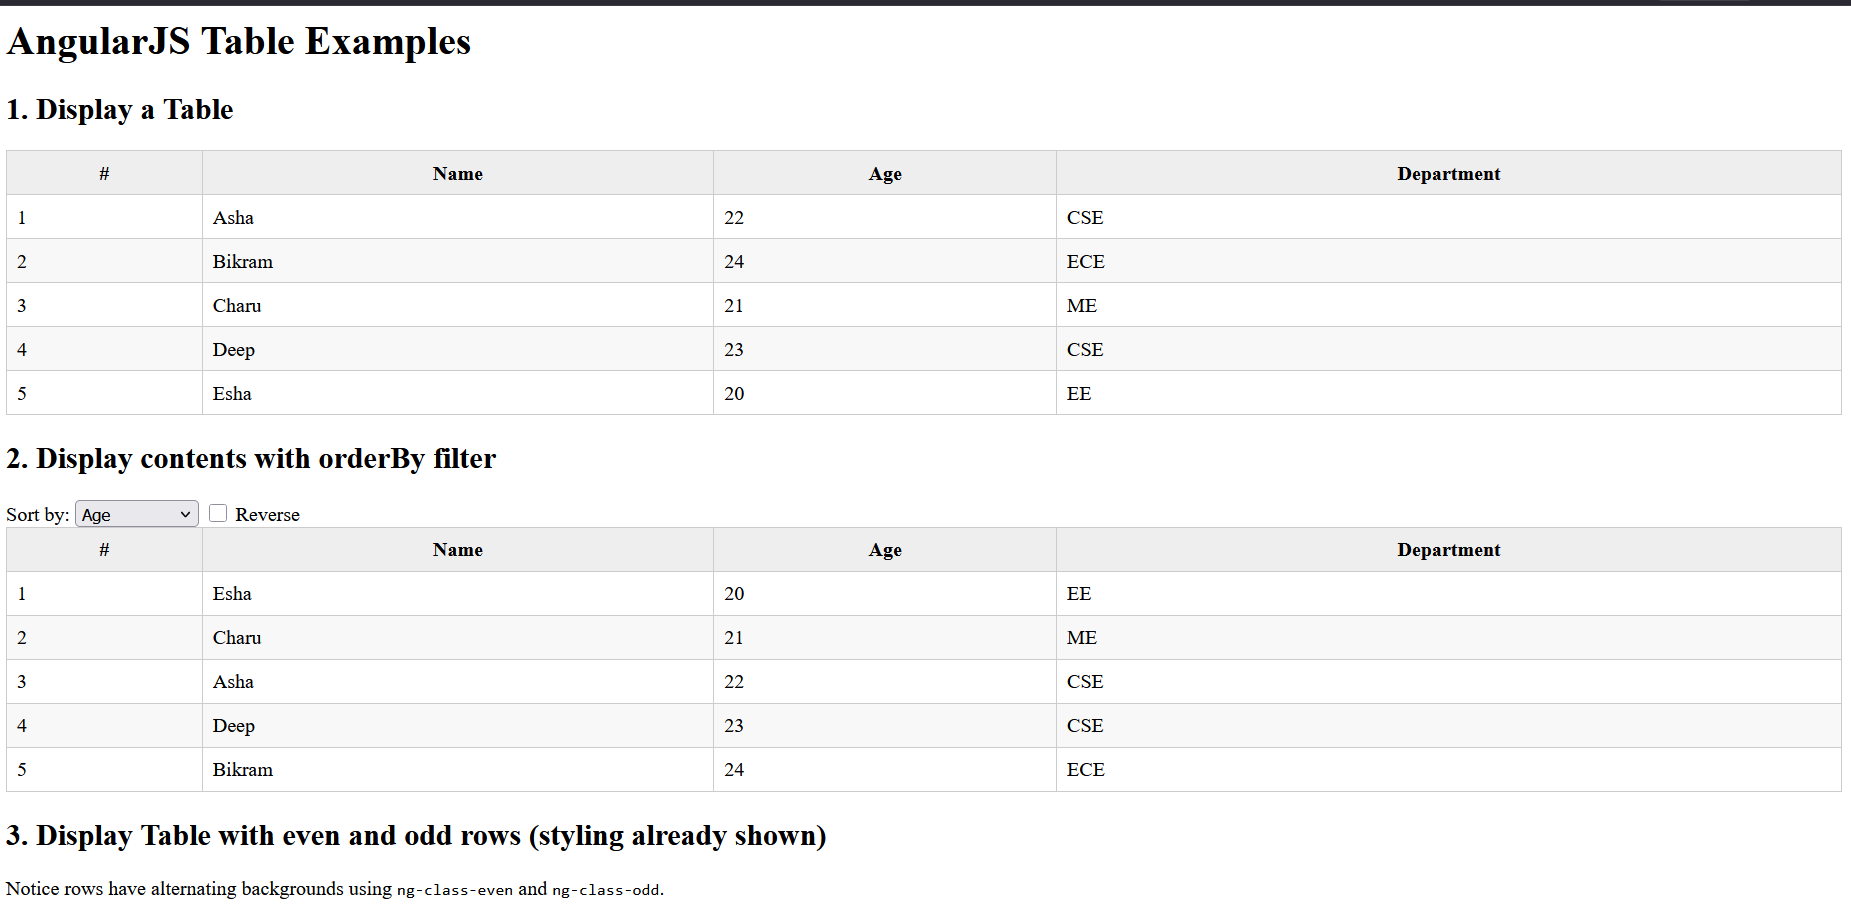 AngularJS Table Examples
1. Display a Table
# Name Age Department
1 Asha 22 CSE
2 Bikram 24 ECE
3 Charu 21 ME
4 Deep 23 CSE
5 Esha 20 EE
2. Display contents with orderBy filter
Sort by: Age Reverse
# Name Age Department
1 Esha 20 EE
2 Charu 21 ME
3 Asha 22 CSE
4 Deep 23 CSE
5 Bikram 24 ECE
3. Display Table with even and odd rows (styling already shown)
Notice rows have alternating backgrounds using ng-class-even and ng-class-odd.